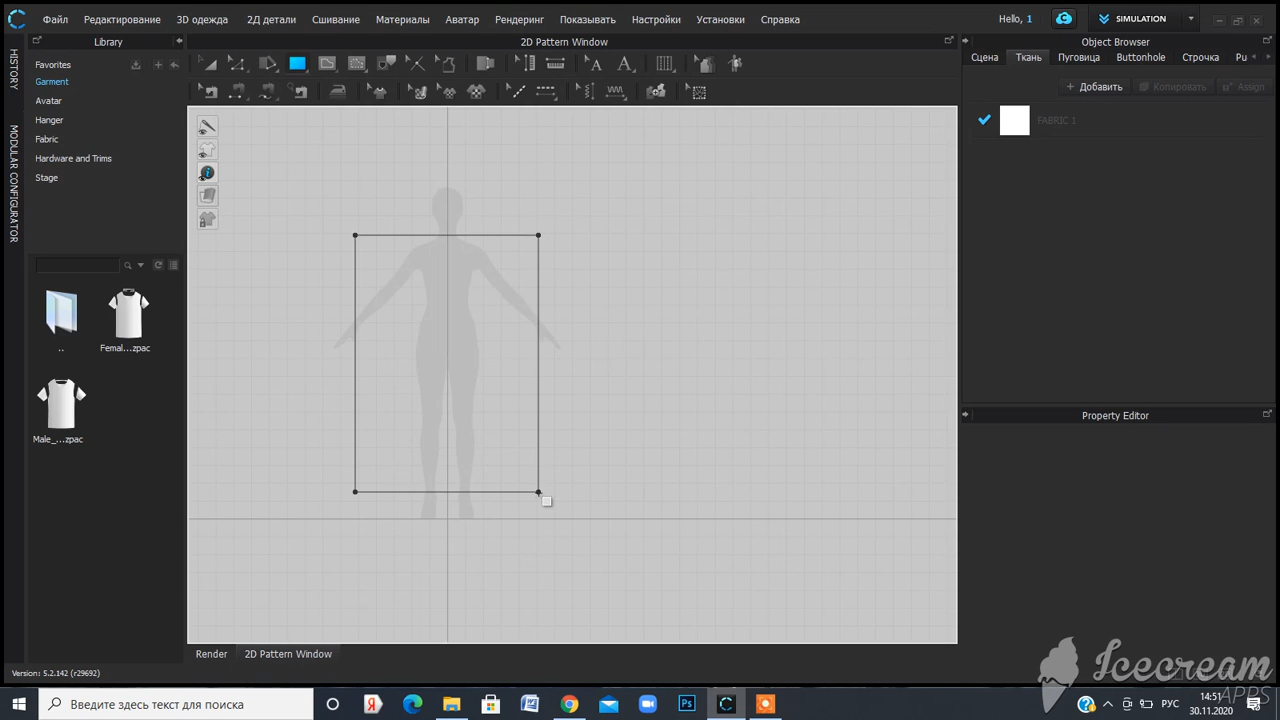 Файл Редактирование 3D одежда 2Д детали Сшивание Материалы Аватар Рендеринг Показывать Настройки Установки Справка Hello, 1 SIMULATION
Library 2D Pattern Window Object Browser
HISTORY
MODULAR CONFIGURATOR
Favorites
Garment
Avatar
Hanger
Fabric
Hardware and Trims
Stage
..
Femal...zpac
Male_...zpac
Сцена Ткань Пуговица Buttonhole Строчка Pu
Добавить Копировать Assign
FABRIC 1
Property Editor
Render 2D Pattern Window
Version: 5.2.142 (r29692)
Icecream
APPS
Введите здесь текст для поиска
РУС
14:51
30.11.2020